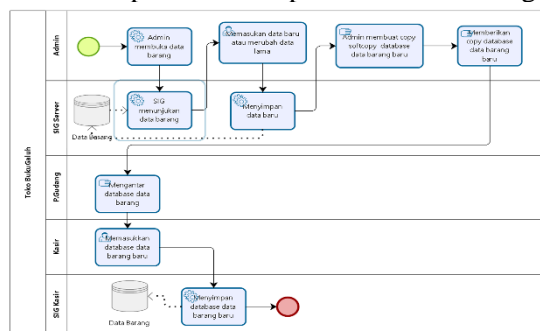 Toko Buku Galuh
Admin
Admin
membuka data
barang
Memasukan data baru
atau merubah data
lama
Admin membuat copy
softcopy database
database barang baru
Memberikan
copy database
data barang
baru
SIG Server
Data Barang
SIG
menunjukan
data barang
Menyimpan
data baru
P.Gudang
Mengantar
database data
barang
Kasir
Memasukkan
database data
barang baru
SIG Kasir
Data Barang
Menyimpan
database data
barang baru